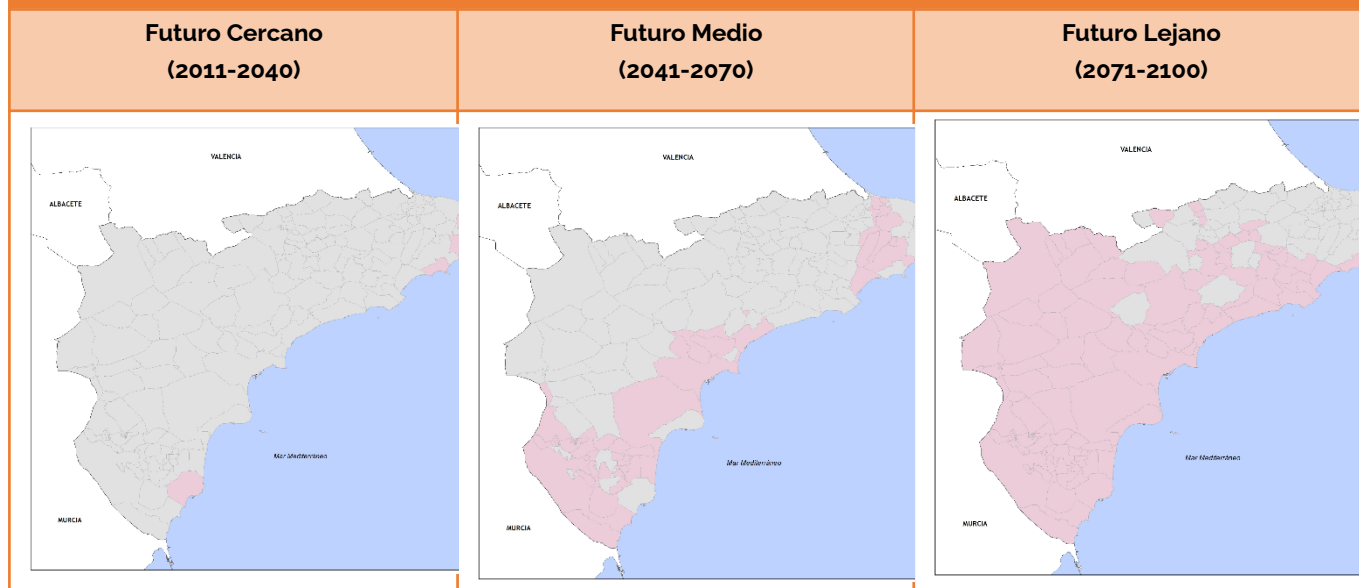 Futuro Cercano
(2011-2040)
Futuro Medio
(2041-2070)
Futuro Lejano
(2071-2100)
VALENCIA
ALBACETE
Mar Mediterráneo
MURCIA
VALENCIA
ALBACETE
Mar Mediterráneo
MURCIA
VALENCIA
ALBACETE
Mar Mediterráneo
MURCIA